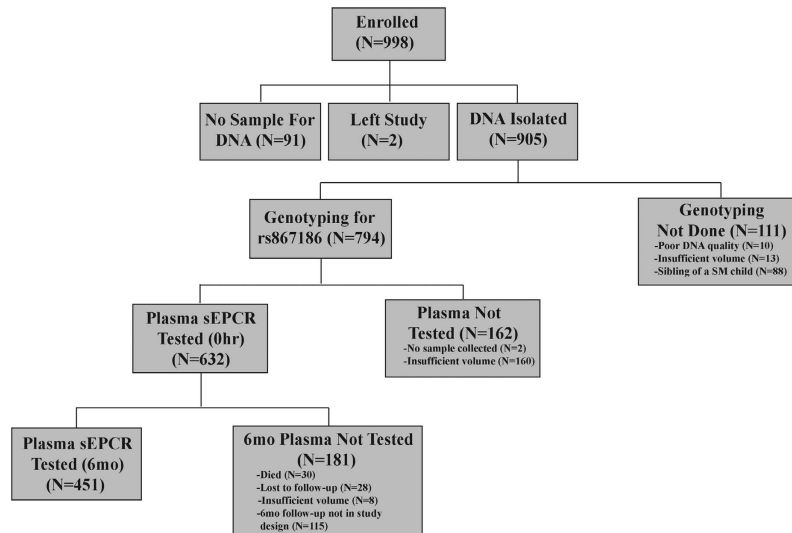 Enrolled
(N=998)
No Sample For
DNA (N=91)
Left Study
(N=2)
DNA Isolated
(N=905)
Genotyping for
rs867186 (N=794)
Genotyping
Not Done (N=111)
-Poor DNA quality (N=10)
-Insufficient volume (N=13)
-Sibling of a SM child (N=88)
Plasma sEPCR
Tested (0hr)
(N=632)
Plasma Not
Tested (N=162)
-No sample collected (N=2)
-Insufficient volume (N=160)
Plasma sEPCR
Tested (6mo)
(N=451)
6mo Plasma Not Tested
(N=181)
-Died (N=30)
-Lost to follow-up (N=28)
-Insufficient volume (N=8)
-6mo follow-up not in study
design (N=115)